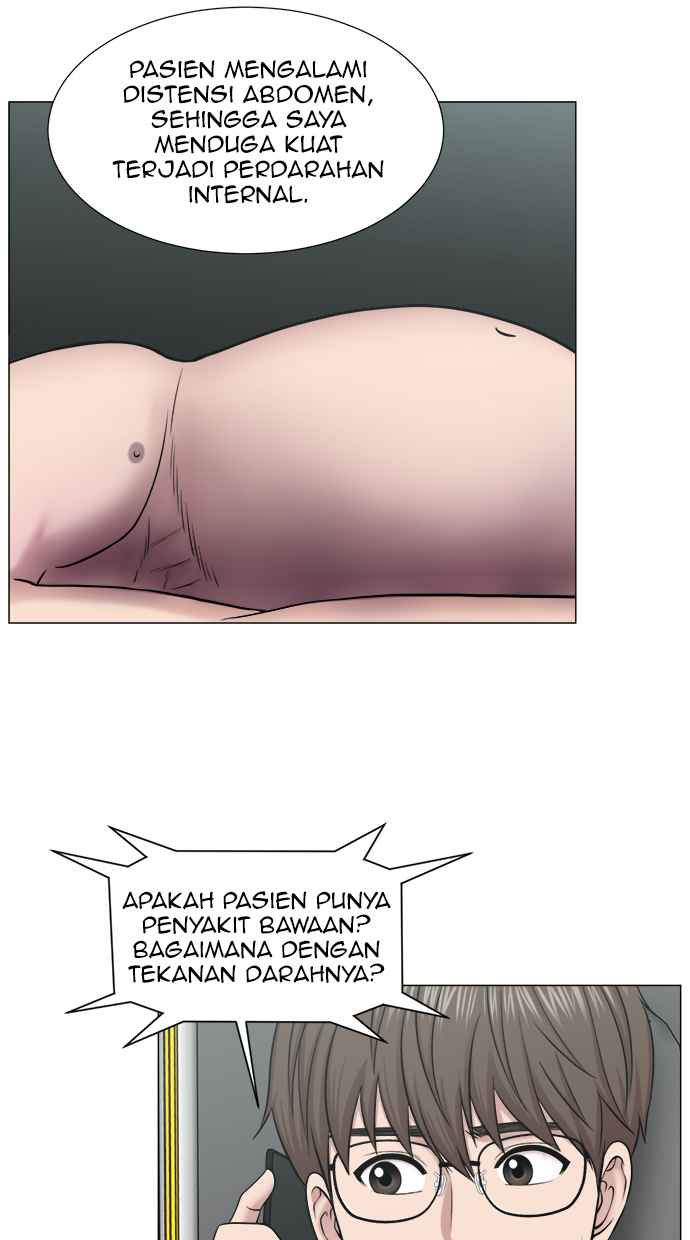 PASIEN MENGALAMI
DISTENSI ABDOMEN,
SEHINGGA SAYA
MENDUGA KUAT
TERJADI PERDARAHAN
INTERNAL.
APAKAH PASIEN PUNYA
PENYAKIT BAWAAN?
BAGAIMANA DENGAN
TEKANAN DARAHNYA?